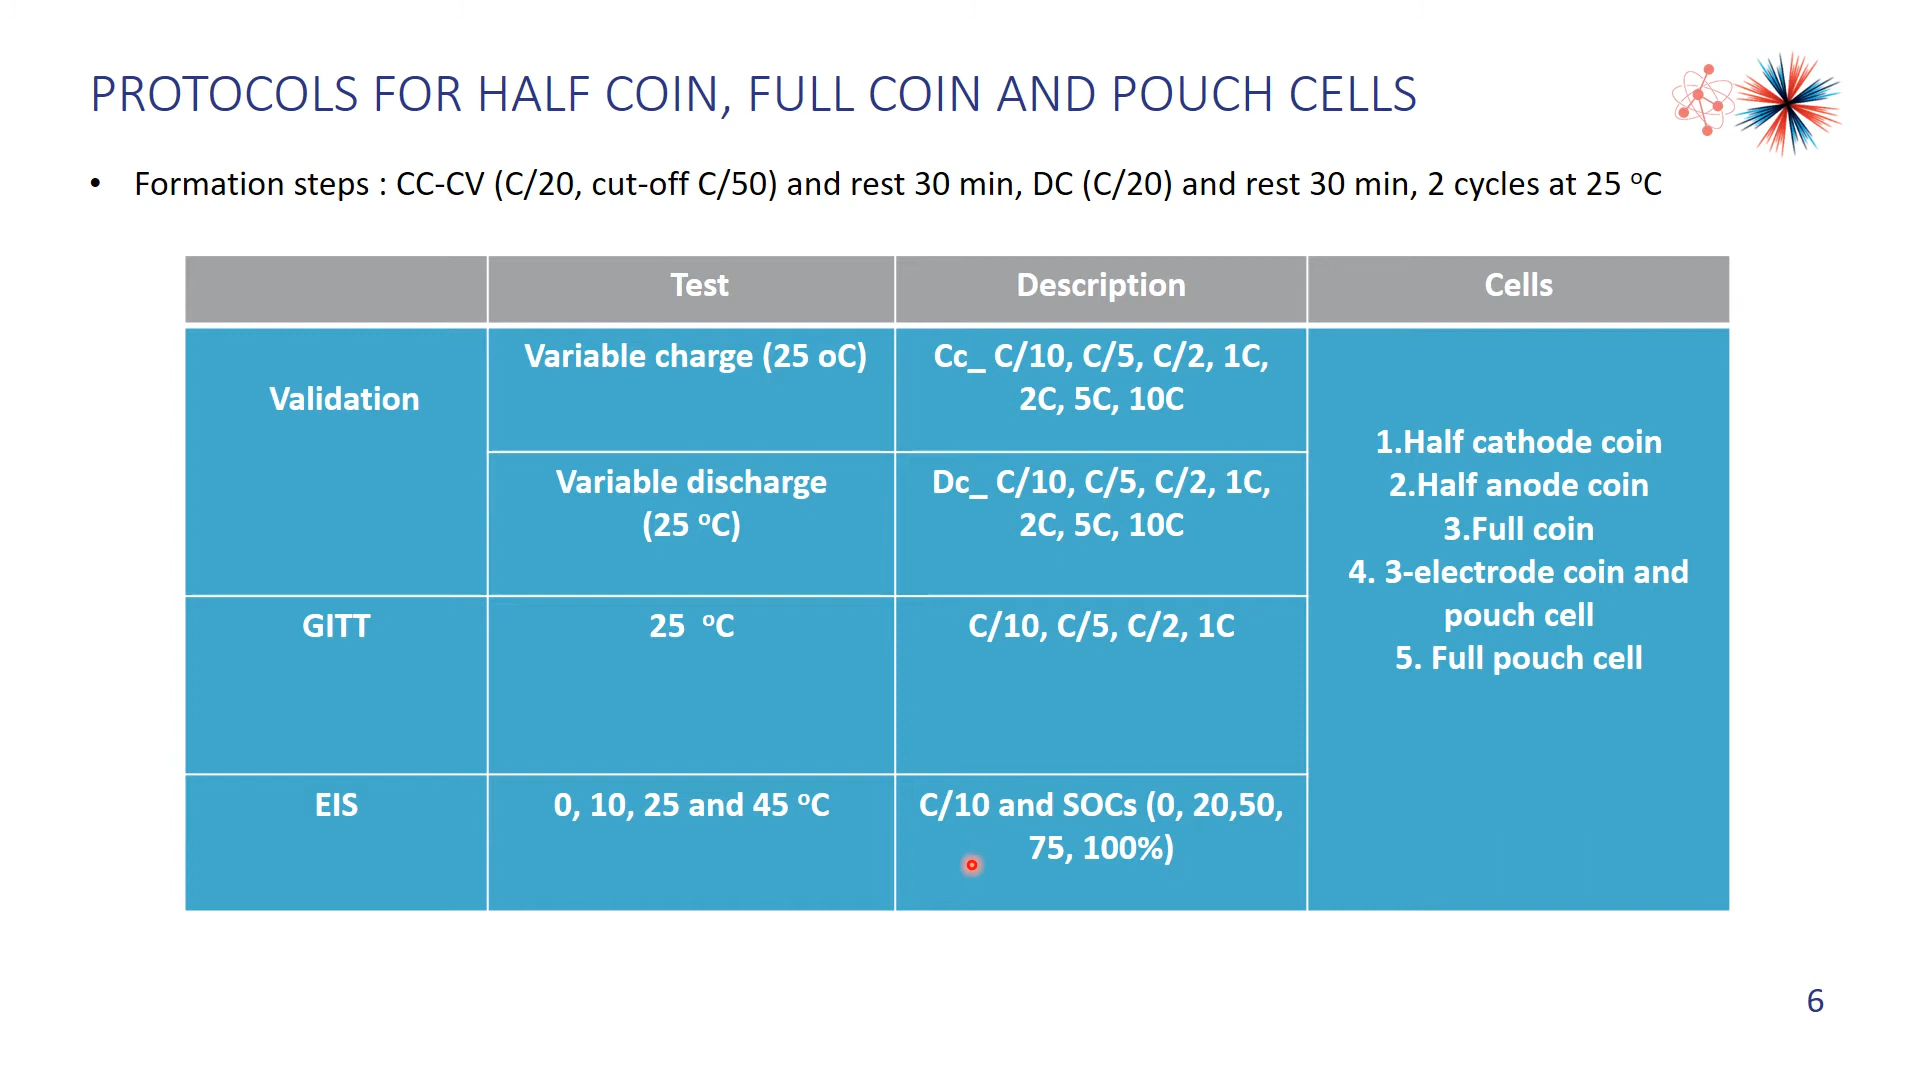 PROTOCOLS FOR HALF COIN, FULL COIN AND POUCH CELLS
• Formation steps : CC-CV (C/20, cut-off C/50) and rest 30 min, DC (C/20) and rest 30 min, 2 cycles at 25 ºC
Test
Description
Cells
Validation
Variable charge (25 oC)
Cc_ C/10, C/5, C/2, 1C,
2C, 5C, 10C
Variable discharge
(25 ºC)
Dc_ C/10, C/5, C/2, 1C,
2C, 5C, 10C
GITT
25 ºC
C/10, C/5, C/2, 1C
EIS
0, 10, 25 and 45 ºC
C/10 and SOCs (0, 20,50,
75, 100%)
1.Half cathode coin
2.Half anode coin
3.Full coin
4. 3-electrode coin and
pouch cell
5. Full pouch cell
6